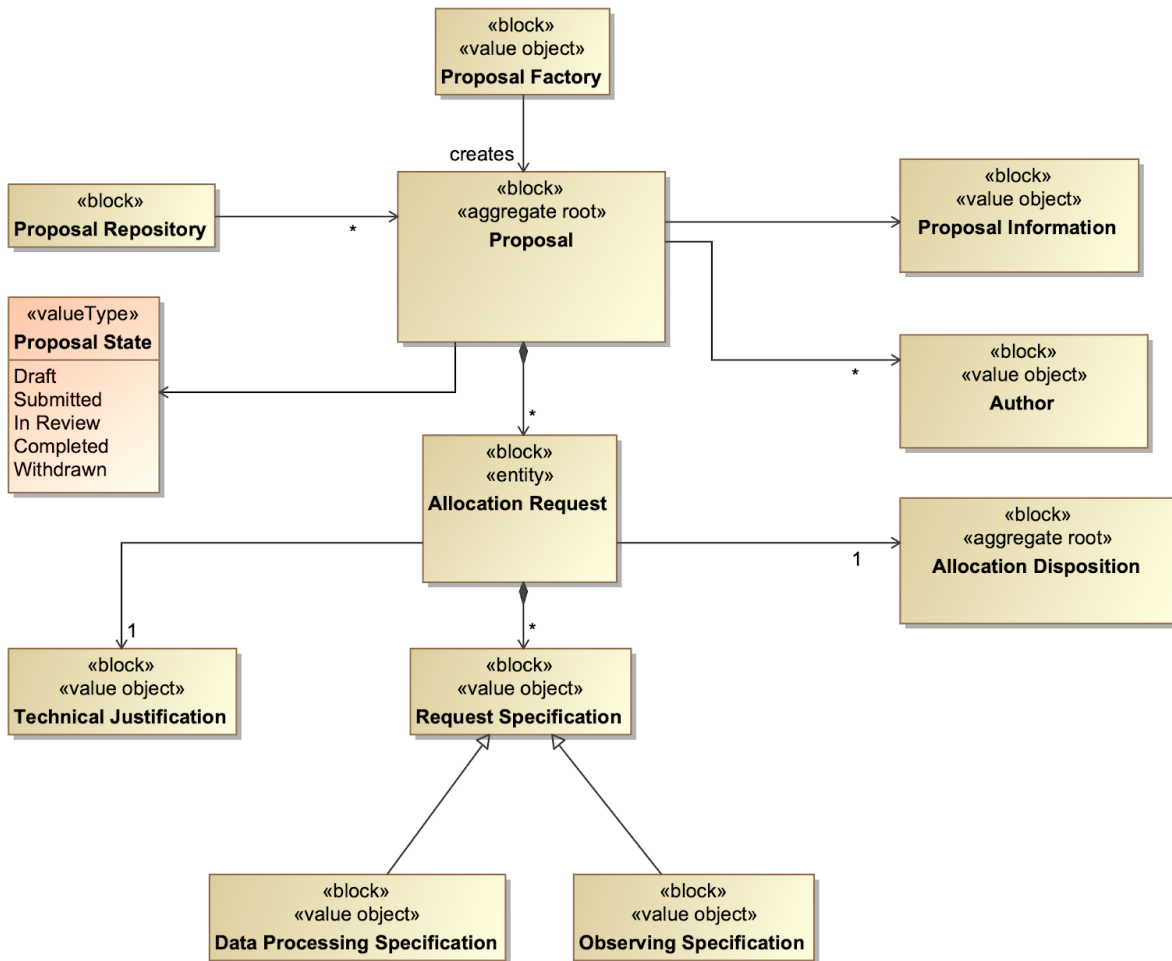 «block»
«value object»
Proposal Factory
creates
«block»
Proposal Repository
*
«block»
«aggregate root»
Proposal
«block»
«value object»
Proposal Information
«valueType»
Proposal State
Draft
Submitted
In Review
Completed
Withdrawn
«block»
«value object»
Author
*
*
«block»
«entity»
Allocation Request
«block»
«aggregate root»
Allocation Disposition
1
1
*
«block»
«value object»
Technical Justification
«block»
«value object»
Request Specification
«block»
«value object»
Data Processing Specification
«block»
«value object»
Observing Specification